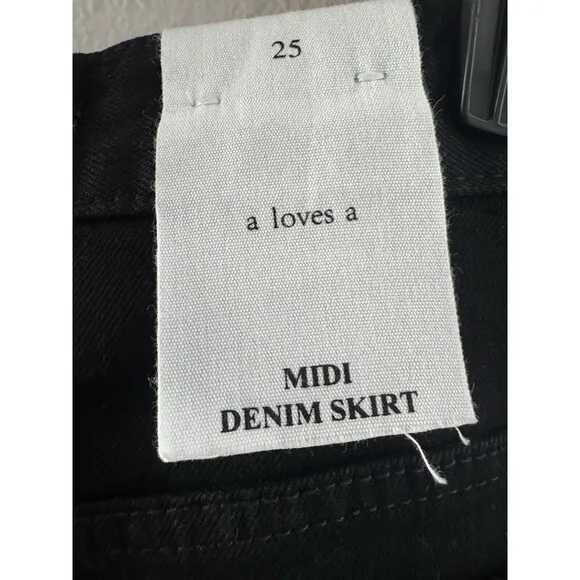 25
a loves a
MIDI
DENIM SKIRT